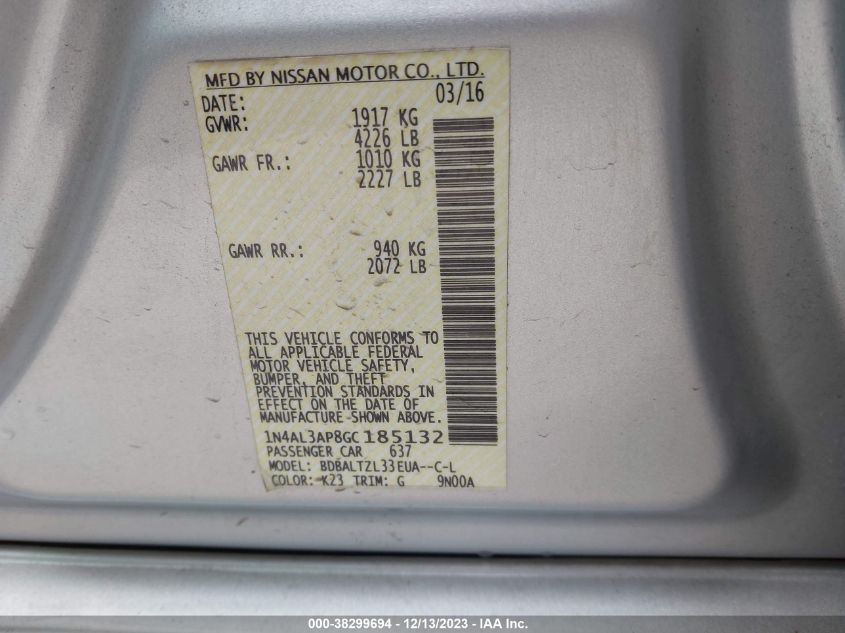 MFD BY NISSAN MOTOR CO., LTD.
DATE: 03/16
GVWR: 1917 KG
4226 LB
GAWR FR.: 1010 KG
2227 LB
GAWR RR.: 940 KG
2072 LB
THIS VEHICLE CONFORMS TO
ALL APPLICABLE FEDERAL
MOTOR VEHICLE SAFETY,
BUMPER, AND THEFT
PREVENTION STANDARDS IN
EFFECT ON THE DATE OF
MANUFACTURE SHOWN ABOVE.
1N4AL3AP8GC185132
PASSENGER CAR 637
MODEL: BDBALTZL33EUA--C-L
COLOR: K23 TRIM: G 9N00A
000-38299694 - 12/13/2023 - IAA Inc.